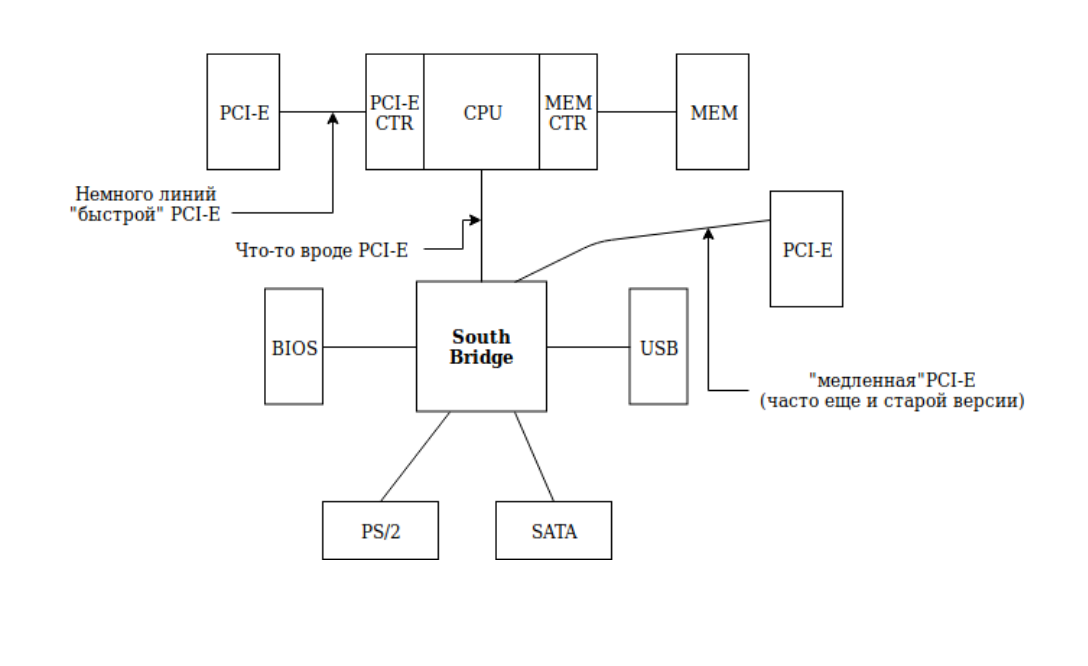 PCI-E
PCI-E
CTR
CPU
MEM
CTR
MEM
Немного линий
"быстрой" PCI-E
Что-то вроде PCI-E
PCI-E
BIOS
South
Bridge
USB
"медленная"PCI-E
(часто еще и старой версии)
PS/2
SATA